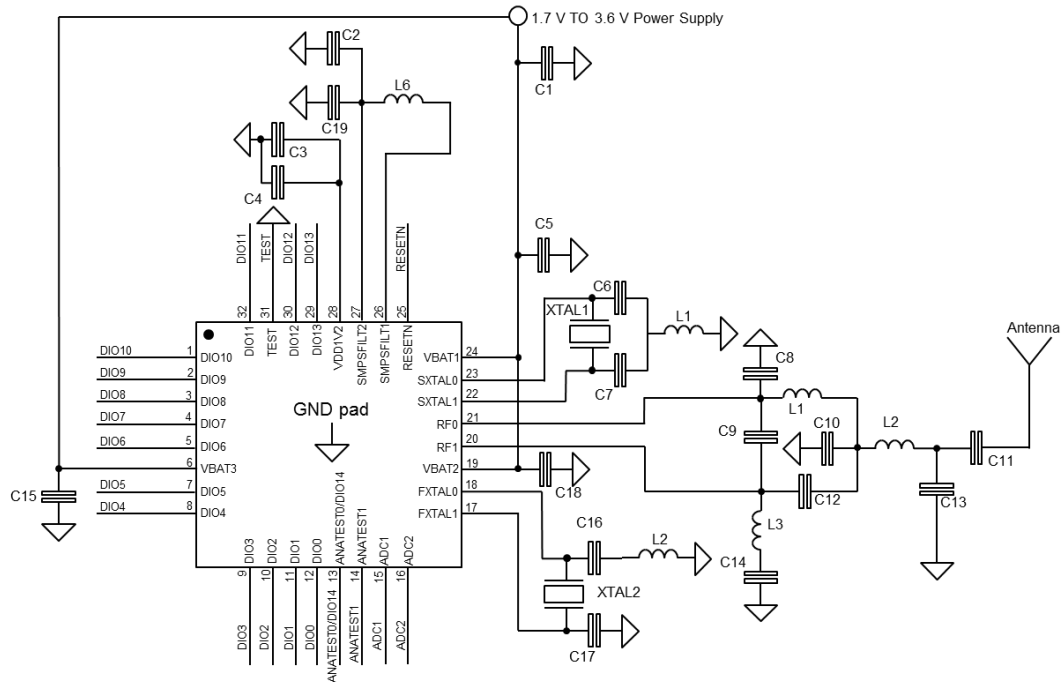 1.7 V TO 3.6 V Power Supply
C2
C1
L6
C19
C3
C4
C5
DIO11
TEST
DIO12
DIO13
RESETN
32
31
30
29
28
27
26
25
DIO11
TEST
DIO12
DIO13
VDD1V2
SMPSFILT2
SMPSFILT1
RESETN
C6
XTAL1
L1
C7
Antenna
C8
L1
C9
C10
L2
C11
C12
C13
L3
C14
DIO10 1 DIO10
DIO9 2 DIO9
DIO8 3 DIO8
DIO7 4 DIO7
DIO6 5 DIO6
6 VBAT3
DIO5 7 DIO5
DIO4 8 DIO4
C15
GND pad
VBAT1 24
SXTAL0 23
SXTAL1 22
RF0 21
RF1 20
VBAT2 19
FXTAL0 18
FXTAL1 17
C18
C16
L2
XTAL2
C17
DIO3
DIO2
DIO1
DIO0
ANATEST0/DIO14
ANATEST1
ADC1
ADC2
9
10
11
12
13
14
15
16
DIO3
DIO2
DIO1
DIO0
ANATEST0/DIO14
ANATEST1
ADC1
ADC2